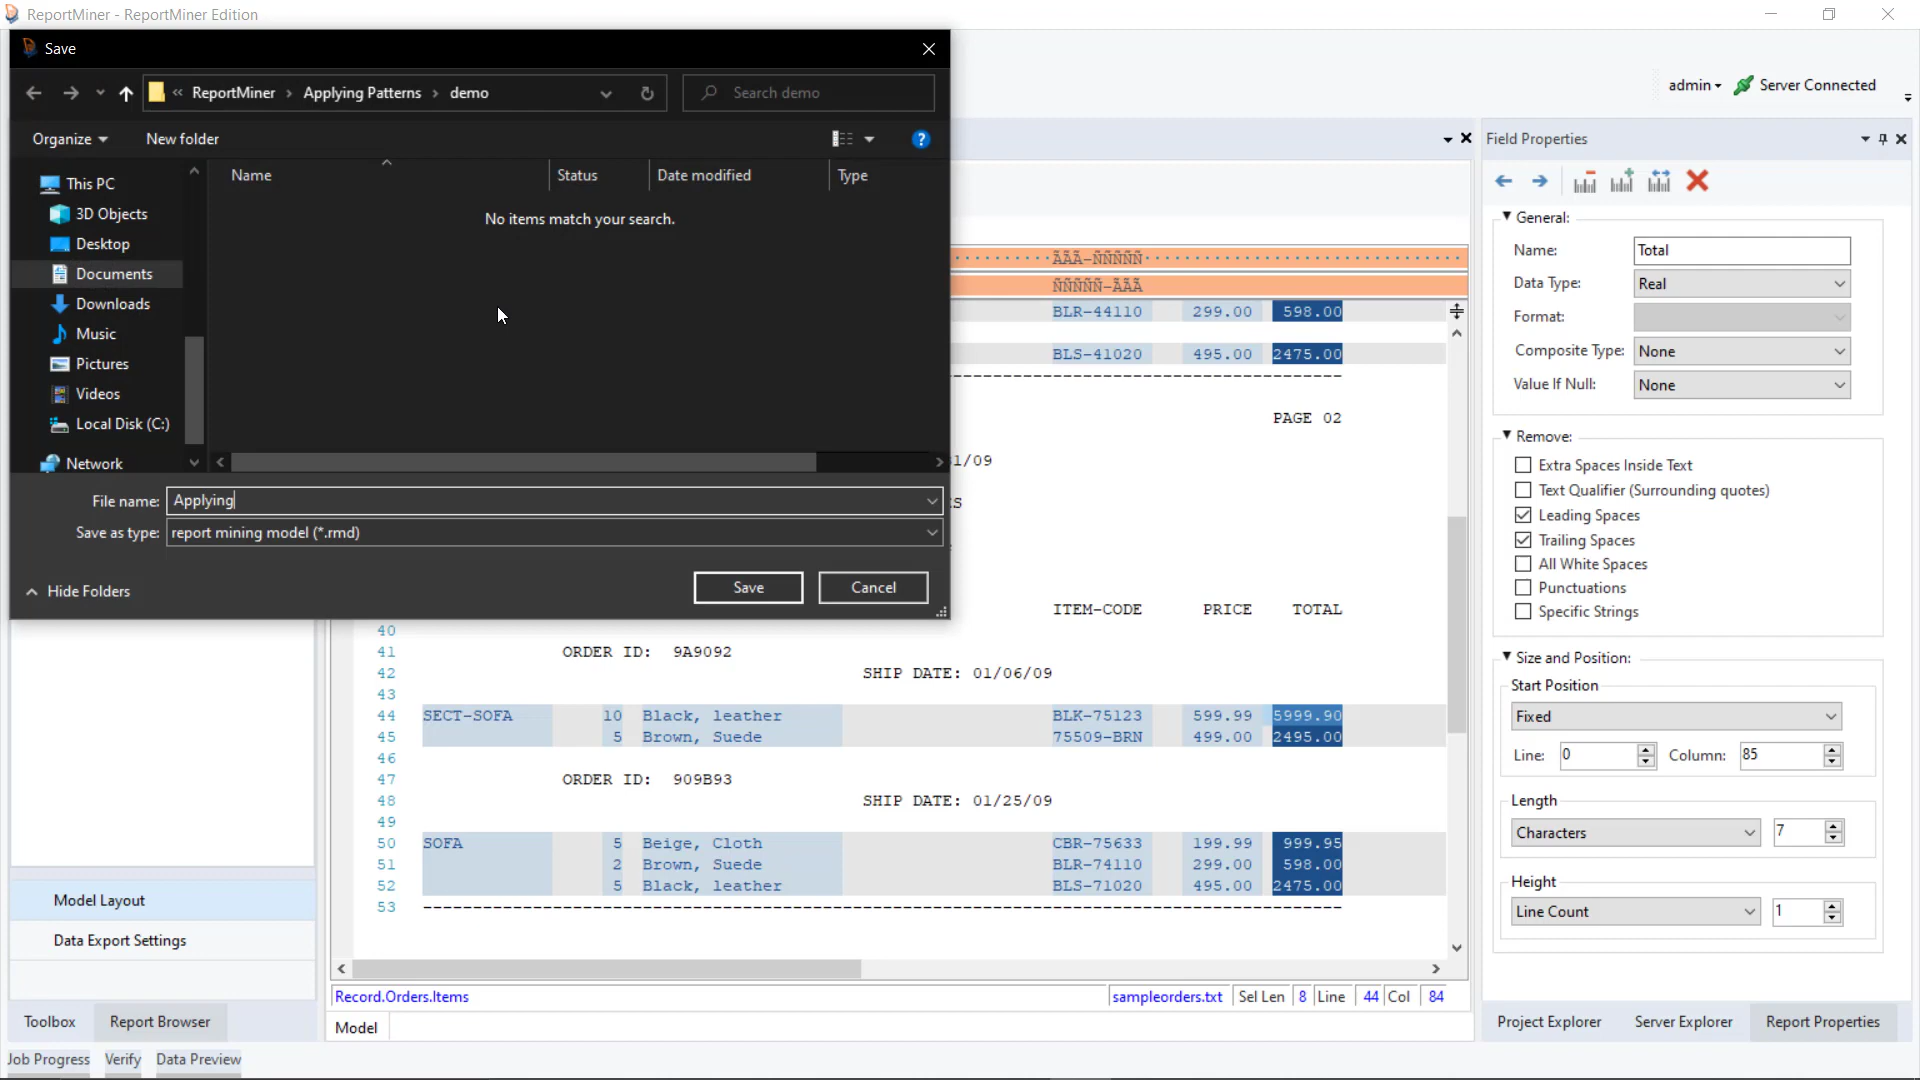 ReportMiner - ReportMiner Edition
Save
« ReportMiner › Applying Patterns › demo
Search demo
Organize
New folder
This PC
3D Objects
Desktop
Documents
Downloads
Music
Pictures
Videos
Local Disk (C:)
Network
Name
Status
Date modified
Type
No items match your search.
File name: Applying
Save as type: report mining model (*.rmd)
Hide Folders
Save
Cancel
admin
Server Connected
ÃÃÃ-ÑÑÑÑÑ
ÑÑÑÑÑ-ÃÃÃ
BLR-44110 299.00 598.00
BLS-41020 495.00 2475.00
PAGE 02
1/09
S
ITEM-CODE PRICE TOTAL
40
41 ORDER ID: 9A9092
42 SHIP DATE: 01/06/09
43
44 SECT-SOFA 10 Black, leather BLK-75123 599.99 5999.90
45 5 Brown, Suede 75509-BRN 499.00 2495.00
46
47 ORDER ID: 909B93
48 SHIP DATE: 01/25/09
49
50 SOFA 5 Beige, Cloth CBR-75633 199.99 999.95
51 2 Brown, Suede BLR-74110 299.00 598.00
52 5 Black, leather BLS-71020 495.00 2475.00
53
Record.Orders.Items
sampleorders.txt Sel Len 8 Line 44 Col 84
Model
Model Layout
Data Export Settings
Toolbox
Report Browser
Job Progress
Verify
Data Preview
Field Properties
General:
Name: Total
Data Type: Real
Format:
Composite Type: None
Value If Null: None
Remove:
Extra Spaces Inside Text
Text Qualifier (Surrounding quotes)
Leading Spaces
Trailing Spaces
All White Spaces
Punctuations
Specific Strings
Size and Position:
Start Position
Fixed
Line: 0 Column: 85
Length
Characters 7
Height
Line Count 1
Project Explorer
Server Explorer
Report Properties